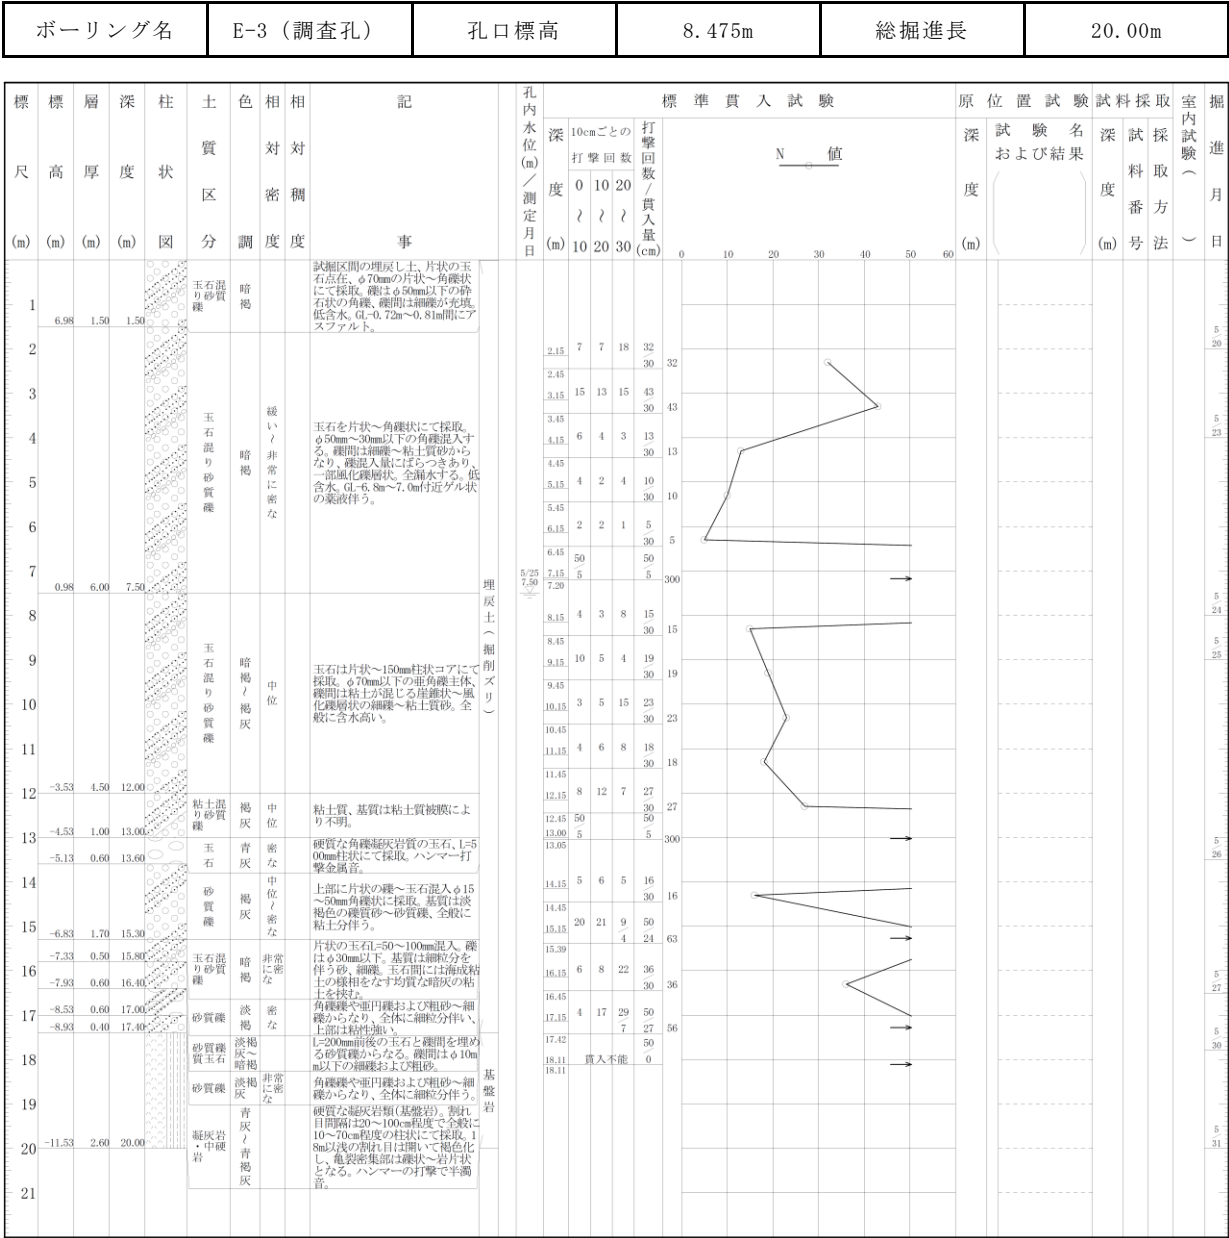 ボーリング名 E-3 (調査孔) 孔口標高 8.475m 総掘進長 20.00m
標尺(m) 標高(m) 層厚(m) 深度(m) 柱状図 土質区分 色調 相対密度 相対稠度 記事 孔内水位(m)／測定月日 標準貫入試験 原位置試験 試料採取 室内試験( ) 掘進月日
深度(m) 10cmごとの打撃回数 打撃回数/貫入量(cm) N 値 深度(m) 試験名および結果 深度(m) 試料番号 採取方法
0～10 10～20 20～30
0 10 20 30 40 50 60
1
2
3
4
5
6
7
8
9
10
11
12
13
14
15
16
17
18
19
20
21
6.98 1.50 1.50
0.98 6.00 7.50
-3.53 4.50 12.00
-4.53 1.00 13.00
-5.13 0.60 13.60
-6.83 1.70 15.30
-7.33 0.50 15.80
-7.93 0.60 16.40
-8.53 0.60 17.00
-8.93 0.40 17.40
-11.53 2.60 20.00
玉石混り砂質礫 暗褐
試掘区間の埋戻し土、片状の玉
石点在、φ70mmの片状～角礫状
にて採取。礫はφ50mm以下の砕
石状の角礫、礫間は細礫が充填。
低含水。GL-0.72m～0.81m間にア
スファルト。
玉石混り砂質礫 暗褐 緩い～非常に密な
玉石を片状～角礫状にて採取。
φ50mm～30mm以下の角礫混入す
る。礫間は細礫～粘土質砂から
なり、礫混入量にばらつきあり、
一部風化礫層状。全漏水する。低
含水。GL-6.8m～7.0m付近ゲル状
の薬液伴う。
玉石混り砂質礫 暗褐～褐灰 中位
玉石は片状～150mm柱状コアにて
採取。φ70mm以下の亜角礫主体、
礫間は粘土が混じる崖錐状～風
化礫層状の細礫～粘土質砂。全
般に含水高い。
粘土混り砂質礫 褐灰 中位
粘土質、基質は粘土質被膜によ
り不明。
玉石 青灰 密な
硬質な角礫凝灰岩質の玉石、L=5
00mm柱状にて採取。ハンマー打
撃金属音。
砂質礫 褐灰 中位～密な
上部に片状の礫～玉石混入φ15
～50mm角礫状に採取。基質は淡
褐色の礫質砂～砂質礫、全般に
粘土分伴う。
玉石混り砂質礫 暗褐 非常に密な
片状の玉石L=50～100mm混入。礫
はφ30mm以下。基質は細粒分を
伴う砂、細礫。玉石間には海成粘
土の様相をなす均質な暗灰の粘
土を挟む。
砂質礫 淡褐 密な
角礫礫や亜円礫および粗砂～細
礫からなり、全体に細粒分伴い、
上部は粘性強い。
砂質礫質玉石 淡褐灰～暗褐
L=200mm前後の玉石と礫間を埋め
る砂質礫からなる。礫間はφ10m
m以下の細礫および粗砂。
砂質礫 淡褐灰 非常に密な
角礫礫や亜円礫および粗砂～細
礫からなり、全体に細粒分伴う。
凝灰岩・中硬岩 青灰～青褐灰
硬質な凝灰岩類(基盤岩)。割れ
目間隔は20～100cm程度で全般に
10～70cm程度の柱状にて採取。1
8m以浅の割れ目は開いて褐色化
し、亀裂密集部は礫状～岩片状
となる。ハンマーの打撃で半濁
音。
埋戻土(掘削ズリ)
基盤岩
5/25
7.50
2.15 7 7 18 32
2.45 30 32
3.15 15 13 15 43
3.45 30 43
4.15 6 4 3 13
4.45 30 13
5.15 4 2 4 10
5.45 30 10
6.15 2 2 1 5
6.45 30 5
7.15 50/5 50
7.20 5 300
8.15 4 3 8 15
8.45 30 15
9.15 10 5 4 19
9.45 30 19
10.15 3 5 15 23
10.45 30 23
11.15 4 6 8 18
11.45 30 18
12.15 8 12 7 27
12.45 30 27
13.00 50/5 50
13.05 5 300
14.15 5 6 5 16
14.45 30 16
15.15 20 21 9/4 50
15.39 24 63
16.15 6 8 22 36
16.45 30 36
17.15 4 17 29/7 50
17.42 27 56
18.11 貫入不能 50
18.11 0
5/20
5/23
5/24
5/25
5/26
5/27
5/30
5/31